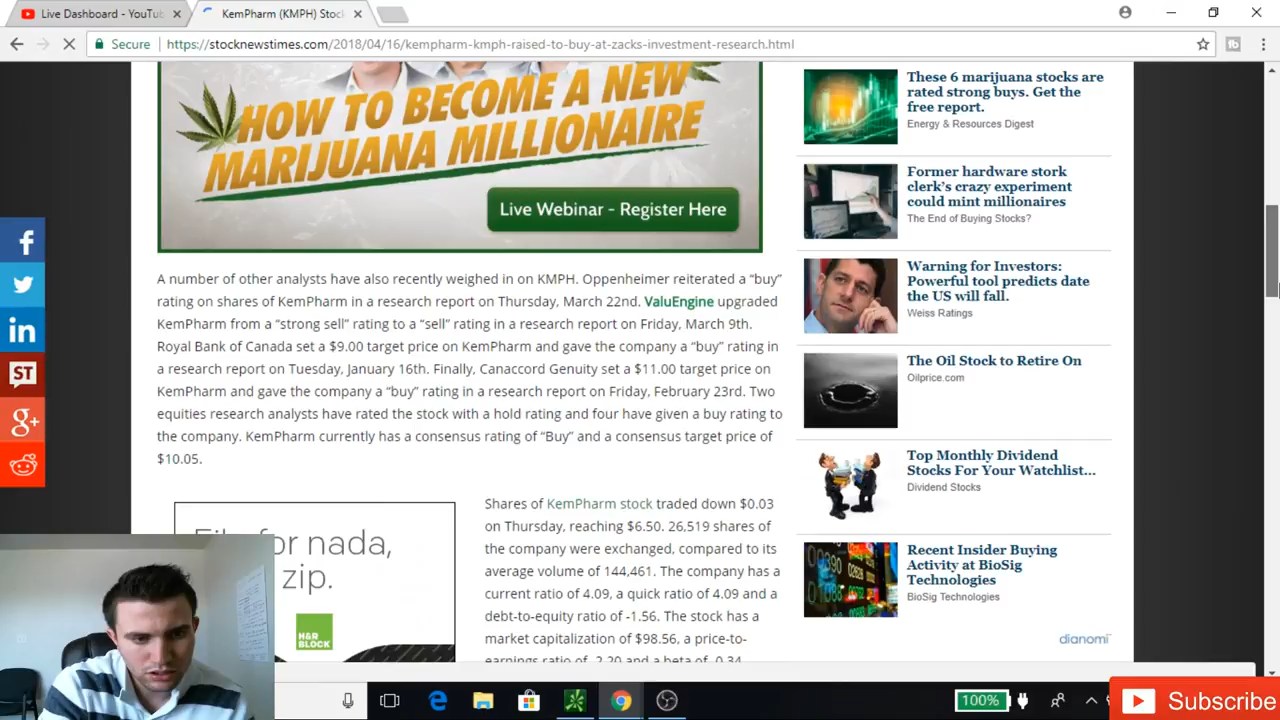 Live Dashboard - YouTu
KemPharm (KMPH) Stoc
Secure
https://stocknewstimes.com/2018/04/16/kempharm-kmph-raised-to-buy-at-zacks-investment-research.html
HOW TO BECOME A NEW
MARIJUANA MILLIONAIRE
Live Webinar - Register Here
A number of other analysts have also recently weighed in on KMPH. Oppenheimer reiterated a “buy”
rating on shares of KemPharm in a research report on Thursday, March 22nd. ValuEngine upgraded
KemPharm from a “strong sell” rating to a “sell” rating in a research report on Friday, March 9th.
Royal Bank of Canada set a $9.00 target price on KemPharm and gave the company a “buy” rating in
a research report on Tuesday, January 16th. Finally, Canaccord Genuity set a $11.00 target price on
KemPharm and gave the company a “buy” rating in a research report on Friday, February 23rd. Two
equities research analysts have rated the stock with a hold rating and four have given a buy rating to
the company. KemPharm currently has a consensus rating of “Buy” and a consensus target price of
$10.05.
for nada,
zip.
H&R
BLOCK
Shares of KemPharm stock traded down $0.03
on Thursday, reaching $6.50. 26,519 shares of
the company were exchanged, compared to its
average volume of 144,461. The company has a
current ratio of 4.09, a quick ratio of 4.09 and a
debt-to-equity ratio of -1.56. The stock has a
market capitalization of $98.56, a price-to-
earnings ratio of -2.20 and a beta of -0.34.
These 6 marijuana stocks are
rated strong buys. Get the
free report.
Energy & Resources Digest
Former hardware stork
clerk’s crazy experiment
could mint millionaires
The End of Buying Stocks?
Warning for Investors:
Powerful tool predicts date
the US will fall.
Weiss Ratings
The Oil Stock to Retire On
Oilprice.com
Top Monthly Dividend
Stocks For Your Watchlist...
Dividend Stocks
Recent Insider Buying
Activity at BioSig
Technologies
BioSig Technologies
dianomi
ST
100%
Subscribe